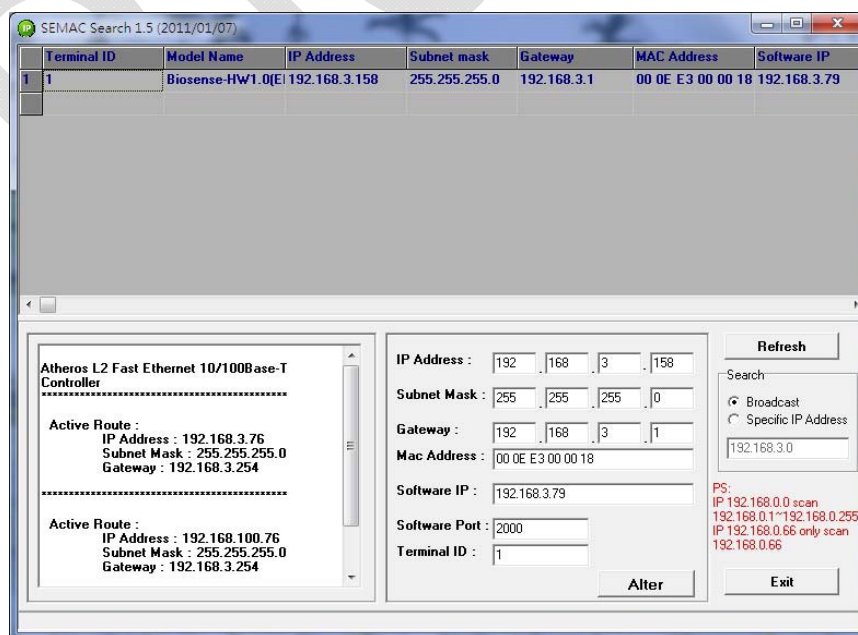 SEMAC Search 1.5 (2011/01/07)
Terminal ID Model Name IP Address Subnet mask Gateway MAC Address Software IP
1 1 Biosense-HW1.0(E 192.168.3.158 255.255.255.0 192.168.3.1 00 0E E3 00 00 18 192.168.3.79
Atheros L2 Fast Ethernet 10/100Base-T
Controller
********************************************
Active Route :
IP Address : 192.168.3.76
Subnet Mask : 255.255.255.0
Gateway : 192.168.3.254
********************************************
Active Route :
IP Address : 192.168.100.76
Subnet Mask : 255.255.255.0
Gateway : 192.168.3.254
IP Address : 192 . 168 . 3 . 158
Subnet Mask : 255 . 255 . 255 . 0
Gateway : 192 . 168 . 3 . 1
Mac Address : 00 0E E3 00 00 18
Software IP : 192.168.3.79
Software Port : 2000
Terminal ID : 1
Alter
Refresh
Search
Broadcast
Specific IP Address
192.168.3.0
PS:
IP 192.168.0.0 scan
192.168.0.1~192.168.0.255
IP 192.168.0.66 only scan
192.168.0.66
Exit